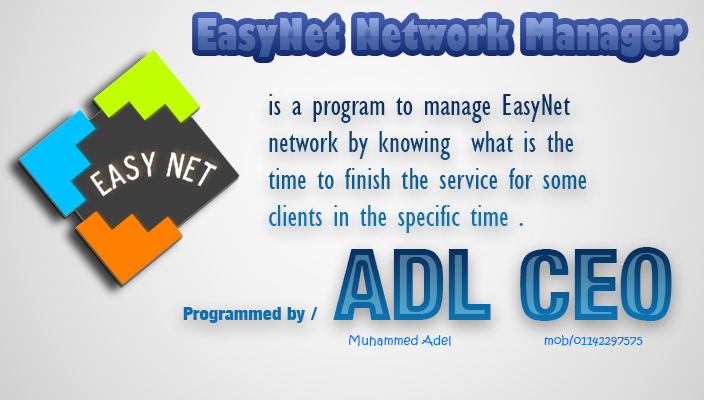 EasyNet Network Manager
EASY NET
is a program to manage EasyNet
network by knowing what is the
time to finish the service for some
clients in the specific time .
Programmed by / ADL CEO
Muhammed Adel mob/01142297575